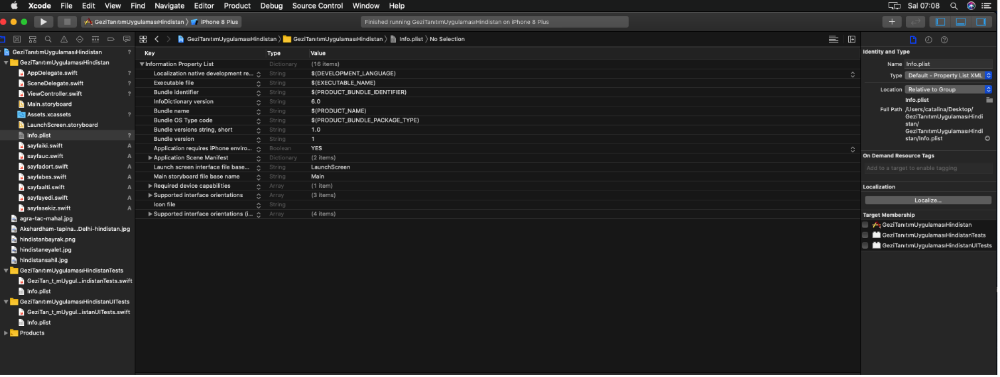 Xcode File Edit View Find Navigate Editor Product Debug Source Control Window Help Sal 07:08
GeziTanıtımUygulamasıHindistan iPhone 8 Plus Finished running GeziTanıtımUygulamasıHindistan on iPhone 8 Plus
GeziTanıtımUygulamasıHindistan ?
GeziTanıtımUygulamasıHindistan
AppDelegate.swift ?
SceneDelegate.swift ?
ViewController.swift ?
Main.storyboard
Assets.xcassets ?
LaunchScreen.storyboard
Info.plist ?
sayfaiki.swift A
sayfauc.swift A
sayfadort.swift A
sayfabes.swift A
sayfaalti.swift A
sayfayedi.swift A
sayfasekiz.swift A
agra-tac-mahal.jpg
Akshardham-tapina...Delhi-hindistan.jpg
hindistanbayrak.png
hindistaneyalet.jpg
hindistansahil.jpg
GeziTanıtımUygulamasıHindistanTests
GeziTan_t_mUygul...indistanTests.swift
Info.plist
GeziTanıtımUygulamasıHindistanUITests
GeziTan_t_mUygul...istanUITests.swift
Info.plist
Products
GeziTanıtımUygulamasıHindistan GeziTanıtımUygulamasıHindistan Info.plist No Selection
Key Type Value
Information Property List Dictionary (16 items)
Localization native development re... String $(DEVELOPMENT_LANGUAGE)
Executable file String $(EXECUTABLE_NAME)
Bundle identifier String $(PRODUCT_BUNDLE_IDENTIFIER)
InfoDictionary version String 6.0
Bundle name String $(PRODUCT_NAME)
Bundle OS Type code String $(PRODUCT_BUNDLE_PACKAGE_TYPE)
Bundle versions string, short String 1.0
Bundle version String 1
Application requires iPhone enviro... Boolean YES
Application Scene Manifest Dictionary (2 items)
Launch screen interface file base... String LaunchScreen
Main storyboard file base name String Main
Required device capabilities Array (1 item)
Supported interface orientations Array (3 items)
Icon file String
Supported interface orientations (i... Array (4 items)
Identity and Type
Name Info.plist
Type Default - Property List XML
Location Relative to Group
Info.plist
Full Path /Users/catalina/Desktop/
GeziTanıtımUygulamasıHindi
stan/
GeziTanıtımUygulamasıHindi
stan/Info.plist
On Demand Resource Tags
Add to a target to enable tagging
Localization
Localize...
Target Membership
GeziTanıtımUygulamasıHindistan
GeziTanıtımUygulamasıHindistanTests
GeziTanıtımUygulamasıHindistanUITests